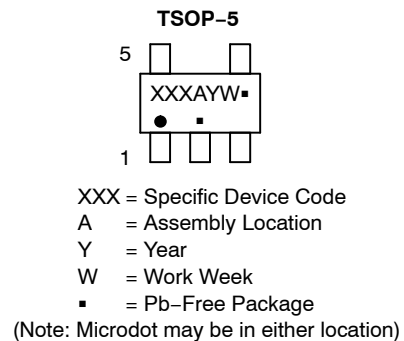 TSOP−5
5
XXXAYW▪
● ▪
1
XXX = Specific Device Code
A = Assembly Location
Y = Year
W = Work Week
▪ = Pb−Free Package
(Note: Microdot may be in either location)